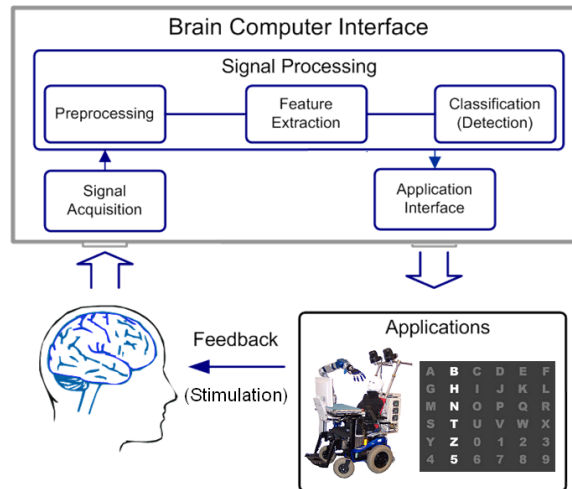 Brain Computer Interface
Signal Processing
Preprocessing
Feature
Extraction
Classification
(Detection)
Signal
Acquisition
Application
Interface
Feedback
(Stimulation)
Applications
A B C D E F
G H I J K L
M N O P Q R
S T U V W X
Y Z 0 1 2 3
4 5 6 7 8 9